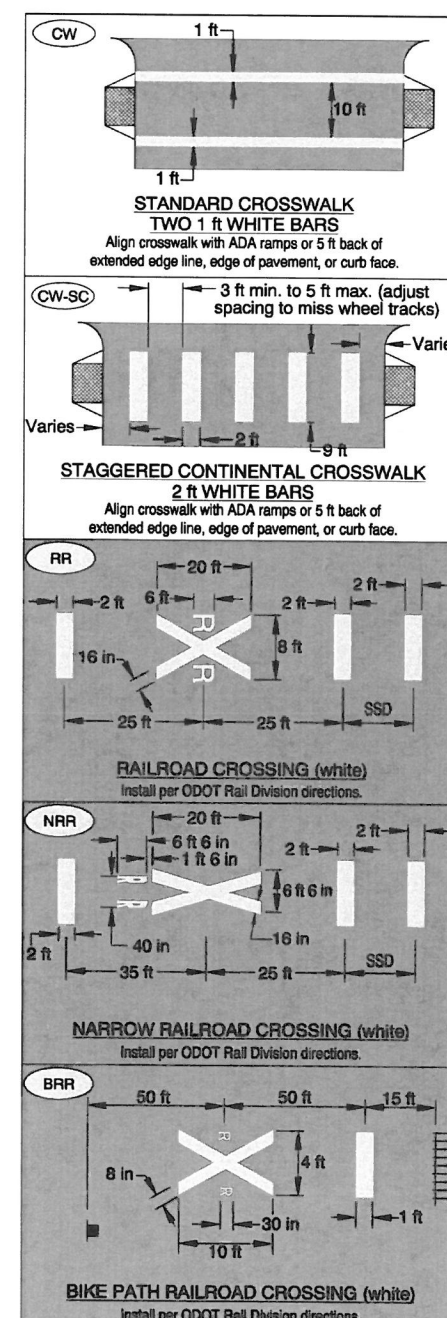 CW
1 ft
10 ft
1 ft
STANDARD CROSSWALK
TWO 1 ft WHITE BARS
Align crosswalk with ADA ramps or 5 ft back of
extended edge line, edge of pavement, or curb face.
CW-SC
3 ft min. to 5 ft max. (adjust
spacing to miss wheel tracks)
Varies
2 ft
9 ft
STAGGERED CONTINENTAL CROSSWALK
2 ft WHITE BARS
Align crosswalk with ADA ramps or 5 ft back of
extended edge line, edge of pavement, or curb face.
RR
20 ft
2 ft
2 ft
6 ft
2 ft
R
R
8 ft
16 in
25 ft
25 ft
SSD
RAILROAD CROSSING (white)
Install per ODOT Rail Division directions.
NRR
20 ft
6 ft 6 in
1 ft 6 in
2 ft
2 ft
R
R
6 ft 6 in
2 ft
40 in
16 in
35 ft
25 ft
SSD
NARROW RAILROAD CROSSING (white)
Install per ODOT Rail Division directions.
BRR
50 ft
50 ft
15 ft
R
R
4 ft
8 in
30 in
1 ft
10 ft
BIKE PATH RAILROAD CROSSING (white)
Install per ODOT Rail Division directions.